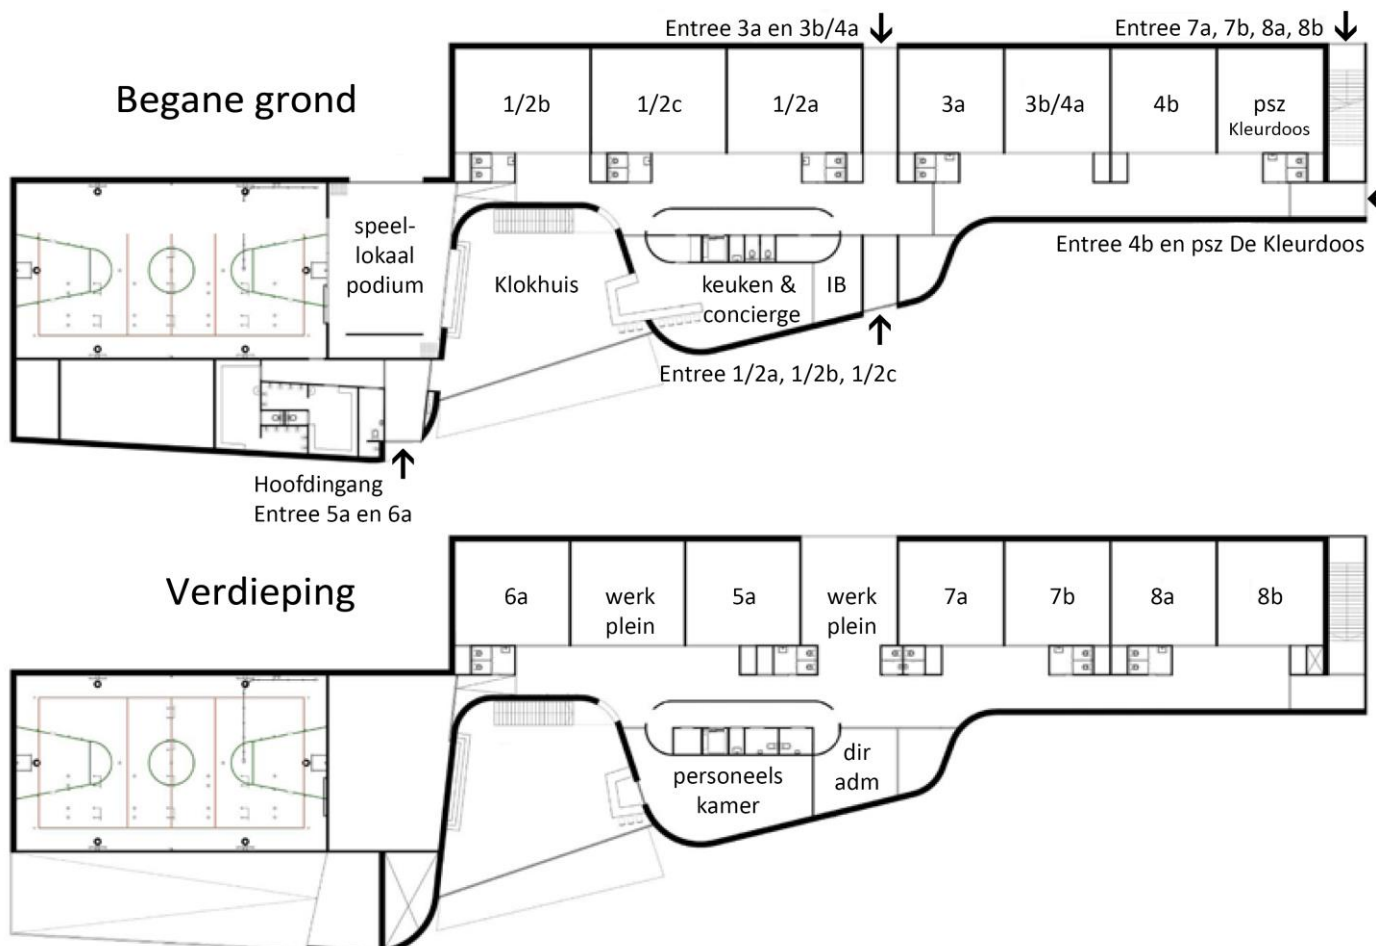 Entree 3a en 3b/4a
Entree 7a, 7b, 8a, 8b
Begane grond
1/2b
1/2c
1/2a
3a
3b/4a
4b
psz
Kleurdoos
speel-
lokaal
podium
Klokhuis
keuken &
concierge
IB
Entree 4b en psz De Kleurdoos
Entree 1/2a, 1/2b, 1/2c
Hoofdingang
Entree 5a en 6a
Verdieping
6a
werk
plein
5a
werk
plein
7a
7b
8a
8b
personeels
kamer
dir
adm